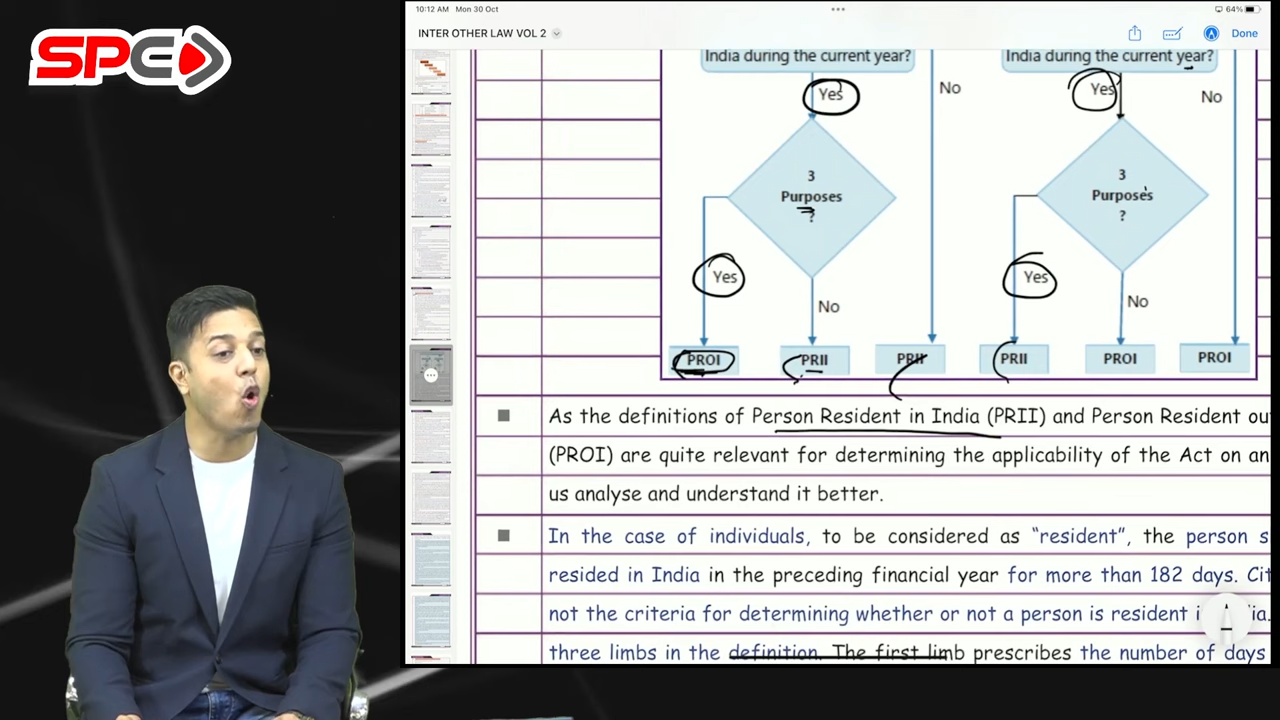 SPC
10:12 AM Mon 30 Oct
64%
INTER OTHER LAW VOL 2
Done
India during the current year?
India during the current year?
Yes
No
Yes
No
3
Purposes
?
3
Purposes
?
Yes
No
Yes
No
PROI
PRII
PRII
PRII
PROI
PROI
As the definition of Person Resident in India (PRII) and Person Resident ou
(PROI) are quite relevant for determining the applicability of the Act on an
us analyse and understand it better.
In the case of individuals, to be considered as “resident”, the person s
resided in India in the preceding financial year for more than 182 days. Cit
not the criteria for determining whether or not a person is resident
three limbs in the definition. The first limb prescribes the number of days